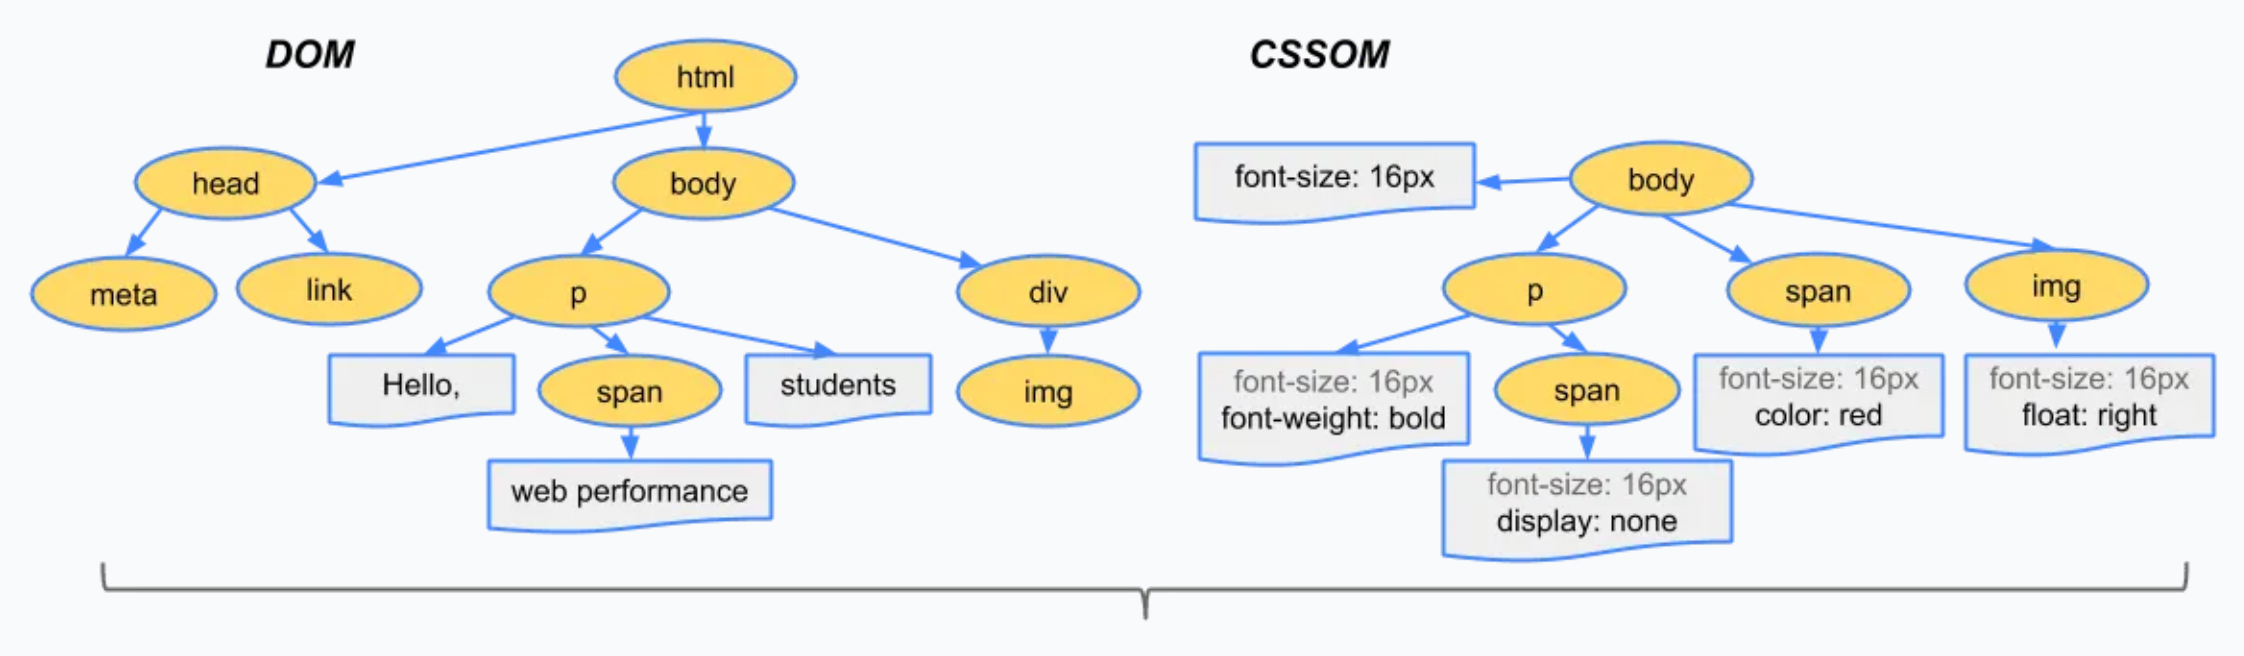 DOM
html
head
body
meta
link
p
div
Hello,
span
students
img
web performance
CSSOM
font-size: 16px
body
p
span
img
font-size: 16px
font-weight: bold
span
font-size: 16px
color: red
font-size: 16px
float: right
font-size: 16px
display: none